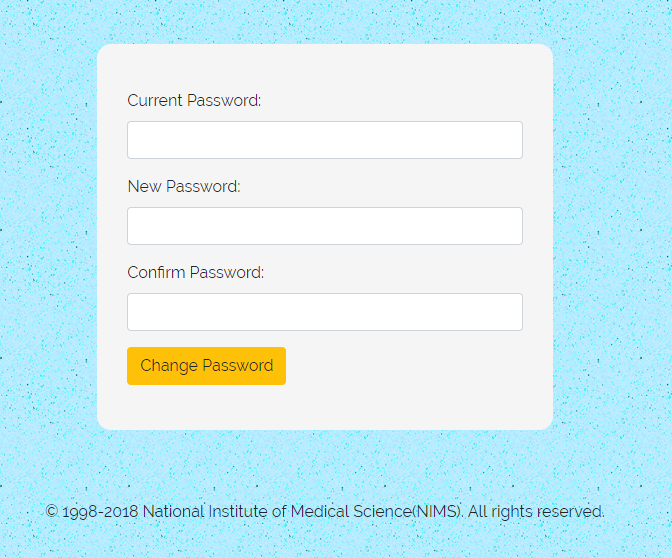 Current Password:
New Password:
Confirm Password:
Change Password
© 1998-2018 National Institute of Medical Science(NIMS). All rights reserved.